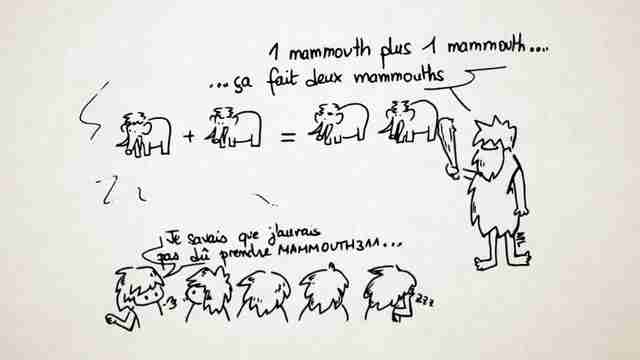 1 mammouth plus 1 mammouth....
...ça fait deux mammouths
+ =
Je savais que j'aurais
pas dû prendre MAMMOUTH311...
zzz